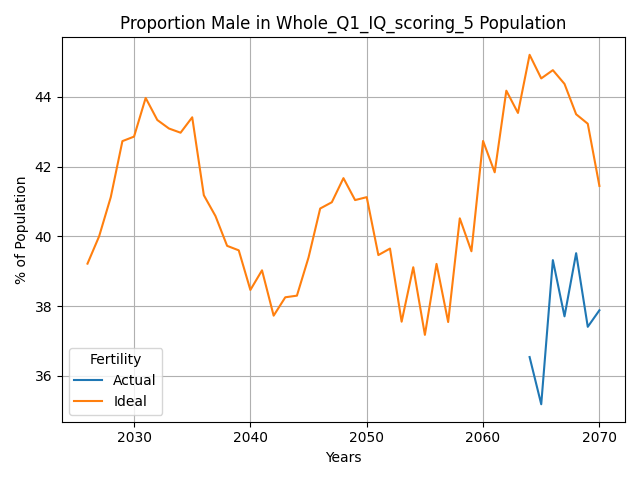 Proportion Male in Whole_Q1_IQ_scoring_5 Population
% of Population
44
42
40
38
36
Fertility
Actual
Ideal
2030
2040
2050
2060
2070
Years